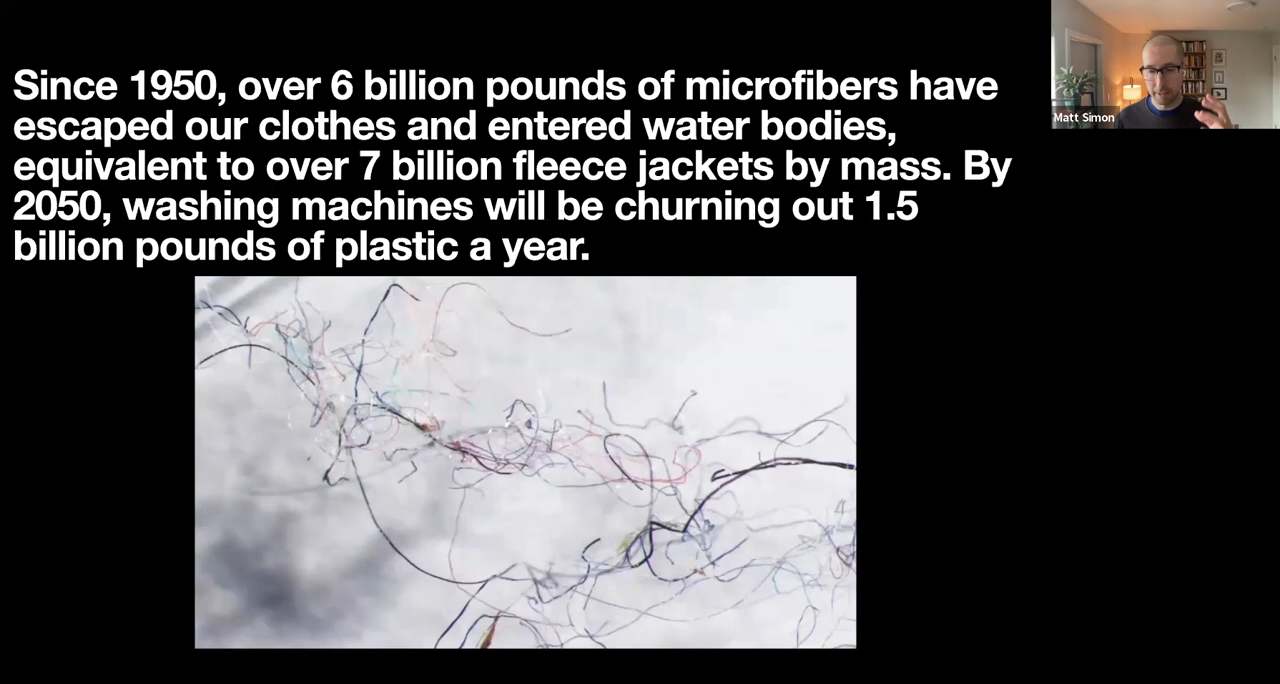 Since 1950, over 6 billion pounds of microfibers have
escaped our clothes and entered water bodies,
equivalent to over 7 billion fleece jackets by mass. By
2050, washing machines will be churning out 1.5
billion pounds of plastic a year.
Matt Simon